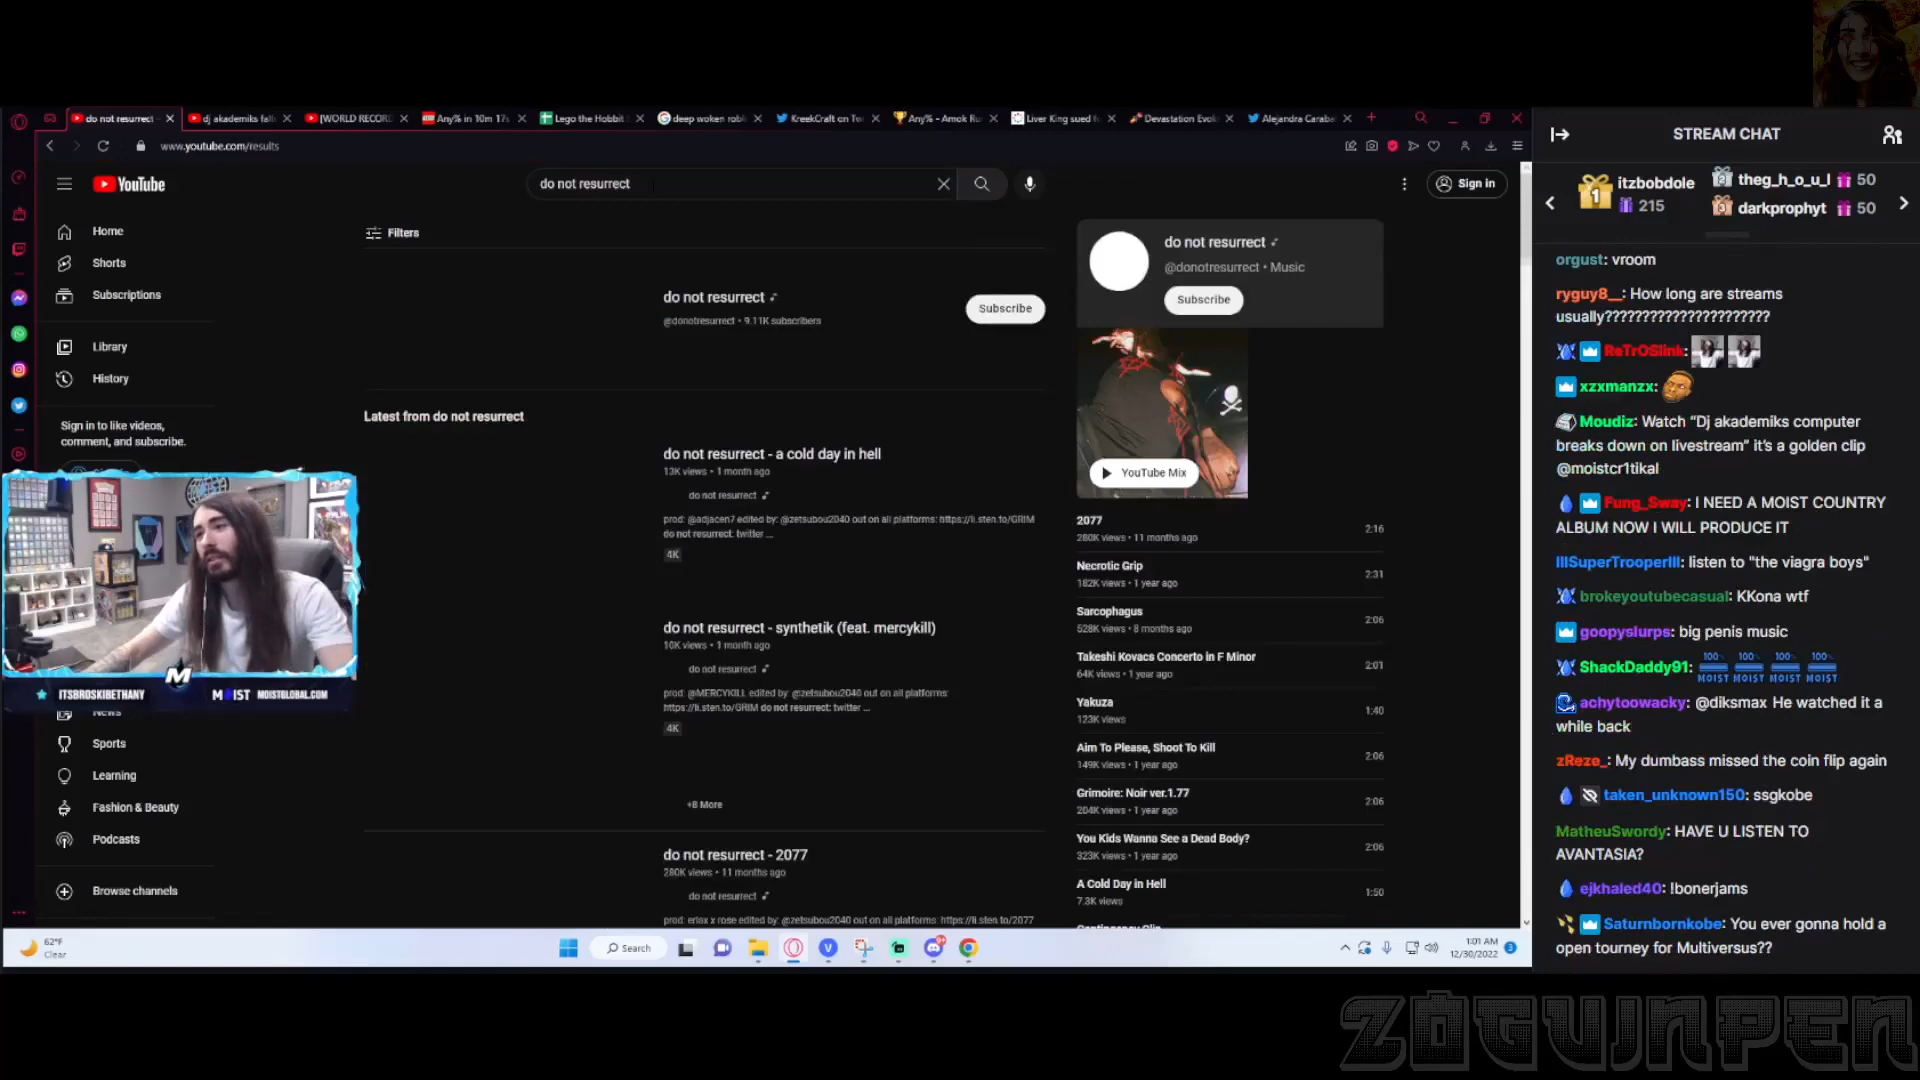 do not resurrect -
dj akademiks fall
[WORLD RECORD
Any% in 10m 17s
Lego the Hobbit
deep woken robl
KreekCraft on Tw
Any% - Amok Ru
Liver King sued f
Devastation Evok
Alejandra Caraba
www.youtube.com/results
YouTube
do not resurrect
Sign in
Home
Shorts
Subscriptions
Library
History
Sign in to like videos,
comment, and subscribe.
News
Sports
Learning
Fashion & Beauty
Podcasts
Browse channels
Filters
do not resurrect
@donotresurrect • 9.11K subscribers
Subscribe
Latest from do not resurrect
do not resurrect - a cold day in hell
13K views • 1 month ago
do not resurrect
prod: @adjacen7 edited by: @zetsubou2040 out on all platforms: https://li.sten.to/GRIM
do not resurrect: twitter ...
4K
do not resurrect - synthetik (feat. mercykill)
10K views • 1 month ago
do not resurrect
prod: @MERCYKILL edited by: @zetsubou2040 out on all platforms:
https://li.sten.to/GRIM do not resurrect: twitter ...
4K
+8 More
do not resurrect - 2077
280K views • 11 months ago
do not resurrect
prod: erlax x rose edited by: @zetsubou2040 out on all platforms: https://li.sten.to/2077
do not resurrect
@donotresurrect • Music
Subscribe
YouTube Mix
2077
280K views • 11 months ago
2:16
Necrotic Grip
182K views • 1 year ago
2:31
Sarcophagus
528K views • 8 months ago
2:06
Takeshi Kovacs Concerto in F Minor
64K views • 1 year ago
2:01
Yakuza
123K views
1:40
Aim To Please, Shoot To Kill
149K views • 1 year ago
2:06
Grimoire: Noir ver.1.77
204K views • 1 year ago
2:06
You Kids Wanna See a Dead Body?
323K views • 1 year ago
2:06
A Cold Day in Hell
7.3K views
1:50
ITSBROSKIBETHANY
M
MOIST
MOISTGLOBAL.COM
62°F
Clear
Search
1:01 AM
12/30/2022
3
STREAM CHAT
1
itzbobdole
215
2
theg_h_o_u_l
50
3
darkprophyt
50
orgust: vroom
ryguy8__: How long are streams
usually??????????????????????
ReTrOSlink:
xzxmanzx:
Moudiz: Watch "Dj akademiks computer
breaks down on livestream" it's a golden clip
@moistcr1tikal
Fung_Sway: I NEED A MOIST COUNTRY
ALBUM NOW I WILL PRODUCE IT
IIISuperTrooperIII: listen to "the viagra boys"
brokeyoutubecasual: KKona wtf
goopyslurps: big penis music
ShackDaddy91: 100% MOIST 100% MOIST 100% MOIST 100% MOIST
achytoowacky: @diksmax He watched it a
while back
zReze_: My dumbass missed the coin flip again
taken_unknown150: ssgkobe
MatheuSwordy: HAVE U LISTEN TO
AVANTASIA?
ejkhaled40: !bonerjams
Saturnbornkobe: You ever gonna hold a
open tourney for Multiversus??
ZOGUJNPEN